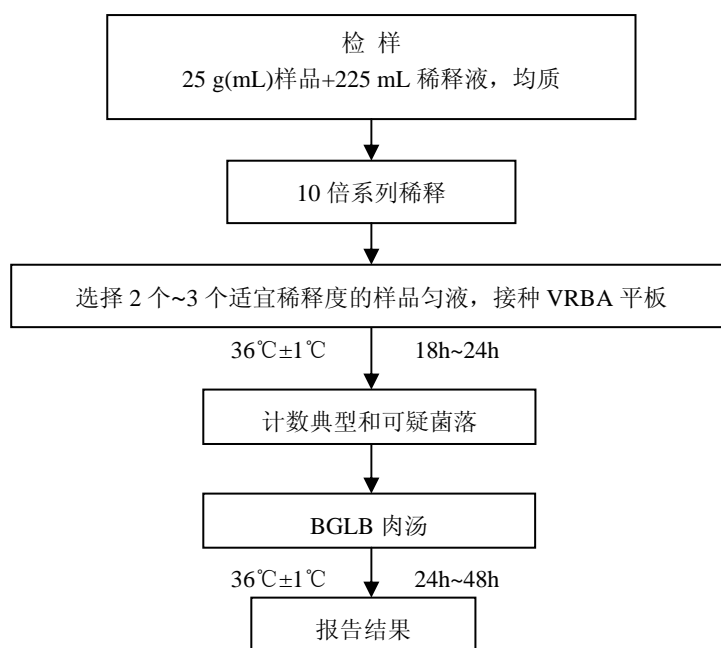 检 样
25 g(mL)样品+225 mL 稀释液，均质
10 倍系列稀释
选择 2 个~3 个适宜稀释度的样品匀液，接种 VRBA 平板
36℃±1℃ 18h~24h
计数典型和可疑菌落
BGLB 肉汤
36℃±1℃ 24h~48h
报告结果